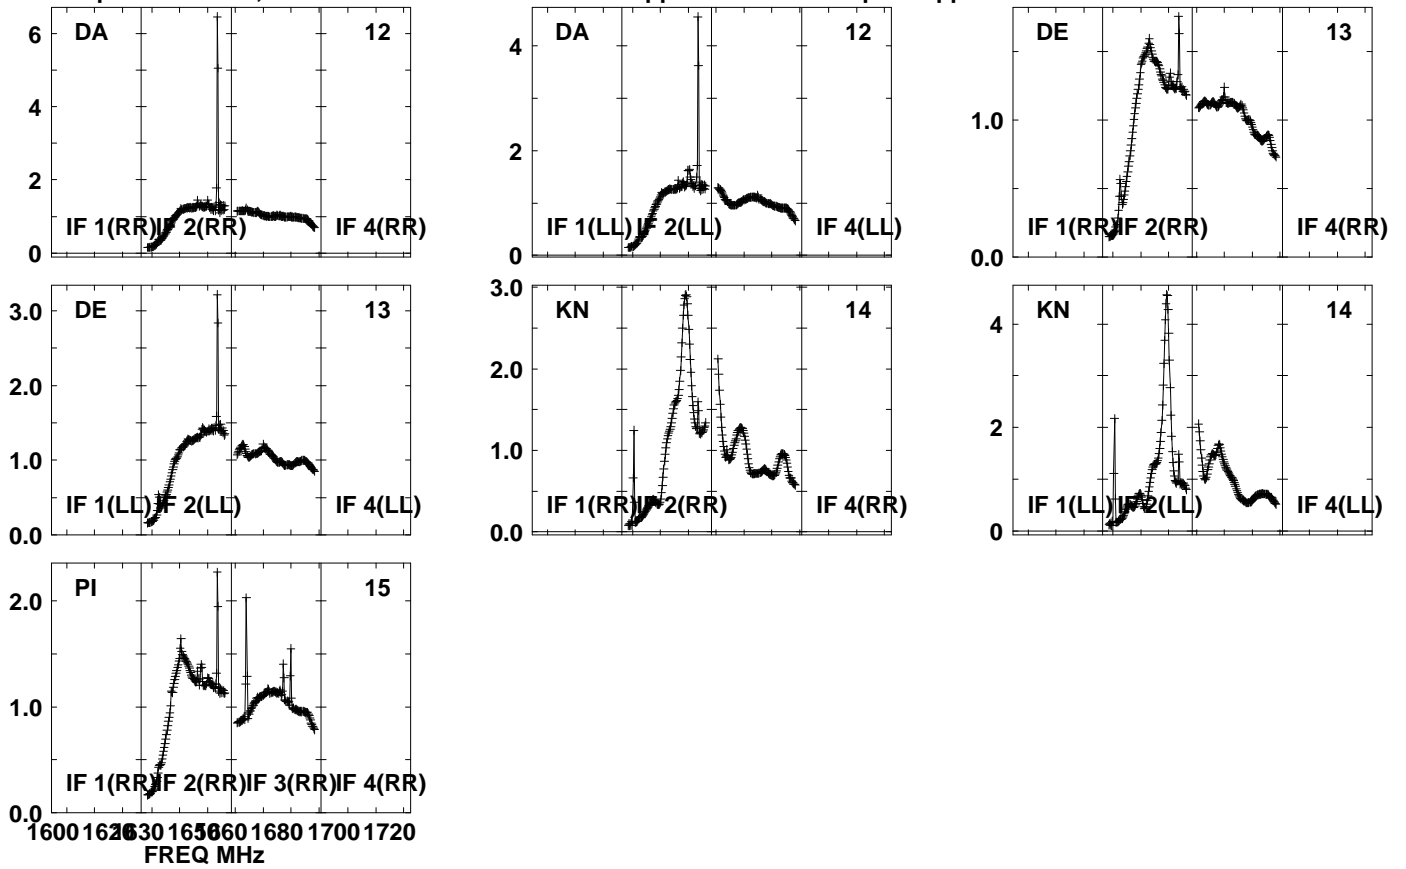 DA 12
6
4
2
0
IF 1(RR) IF 2(RR) IF 4(RR)
DA 12
4
2
0
IF 1(LL) IF 2(LL) IF 4(LL)
DE 13
1.0
0.0
IF 1(RR) IF 2(RR) IF 4(RR)
DE 13
3.0
2.0
1.0
0.0
IF 1(LL) IF 2(LL) IF 4(LL)
KN 14
3.0
2.0
1.0
0.0
IF 1(RR) IF 2(RR) IF 4(RR)
KN 14
4
2
0
IF 1(LL) IF 2(LL) IF 4(LL)
PI 15
2.0
1.0
0.0
IF 1(RR) IF 2(RR) IF 3(RR) IF 4(RR)
1600 1620 1630 1650 1660 1680 1700 1720
FREQ MHz